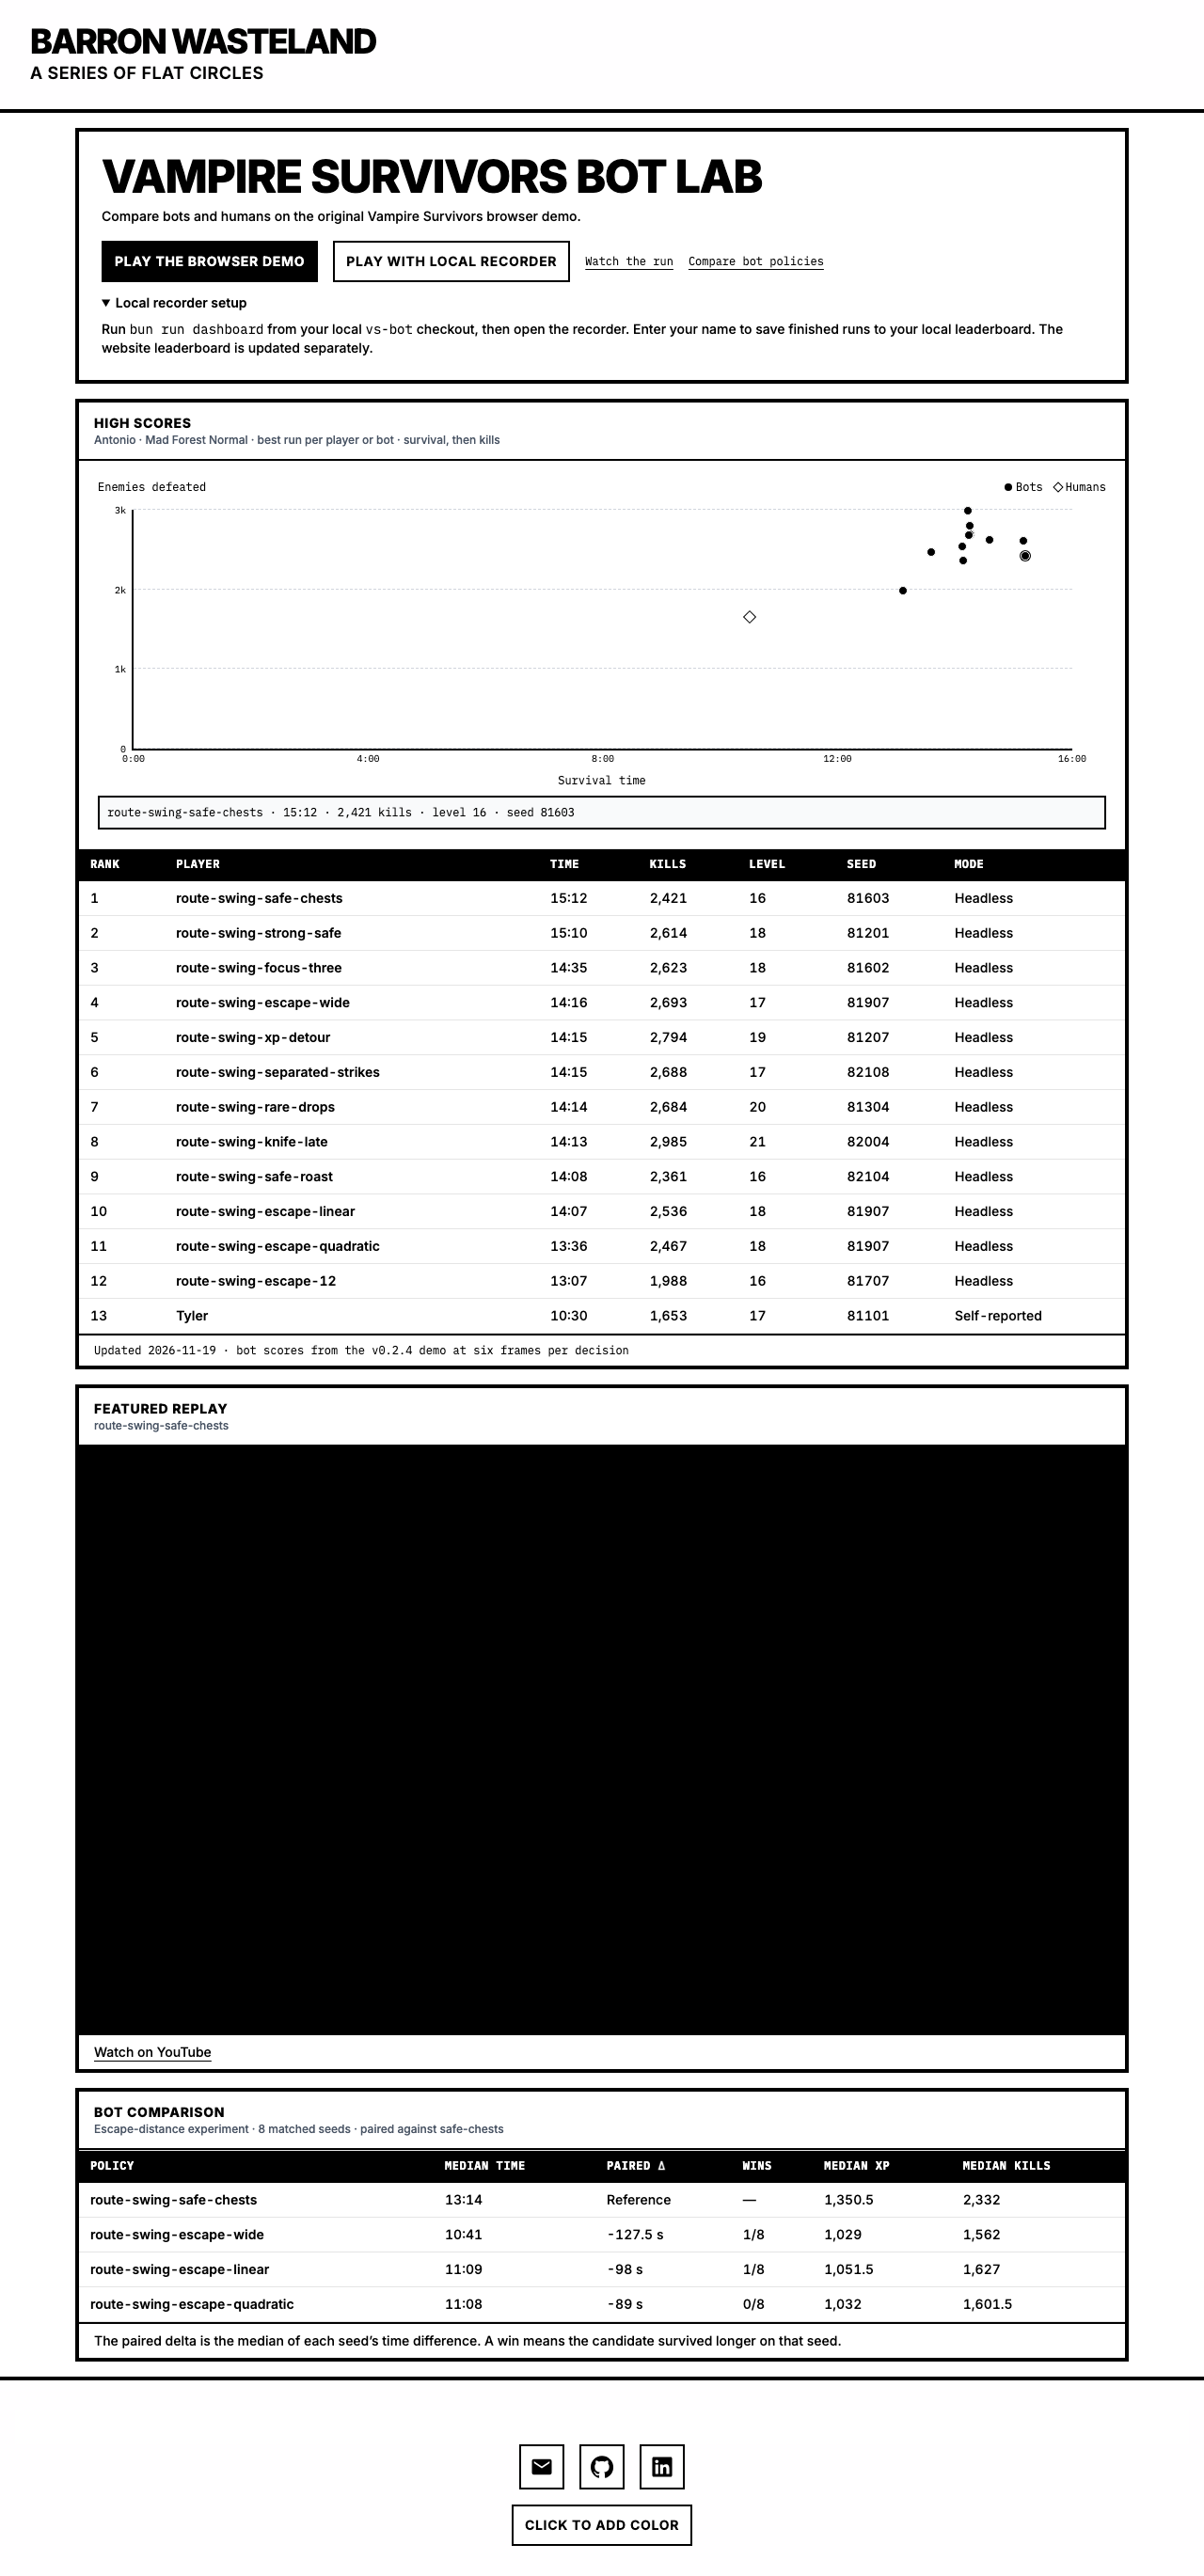 BARRON WASTELAND
A SERIES OF FLAT CIRCLES
VAMPIRE SURVIVORS BOT LAB
Compare bots and humans on the original Vampire Survivors browser demo.
PLAY THE BROWSER DEMO PLAY WITH LOCAL RECORDER Watch the run Compare bot policies
▼ Local recorder setup
Run bun run dashboard from your local vs-bot checkout, then open the recorder. Enter your name to save finished runs to your local leaderboard. The
website leaderboard is updated separately.
HIGH SCORES
Antonio · Mad Forest Normal · best run per player or bot · survival, then kills
Enemies defeated Bots Humans
3k
2k
1k
0
0:00 4:00 8:00 12:00 16:00
Survival time
route-swing-safe-chests · 15:12 · 2,421 kills · level 16 · seed 81603
RANK PLAYER TIME KILLS LEVEL SEED MODE
1 route-swing-safe-chests 15:12 2,421 16 81603 Headless
2 route-swing-strong-safe 15:10 2,614 18 81201 Headless
3 route-swing-focus-three 14:35 2,623 18 81602 Headless
4 route-swing-escape-wide 14:16 2,693 17 81907 Headless
5 route-swing-xp-detour 14:15 2,794 19 81207 Headless
6 route-swing-separated-strikes 14:15 2,688 17 82108 Headless
7 route-swing-rare-drops 14:14 2,684 20 81304 Headless
8 route-swing-knife-late 14:13 2,985 21 82004 Headless
9 route-swing-safe-roast 14:08 2,361 16 82104 Headless
10 route-swing-escape-linear 14:07 2,536 18 81907 Headless
11 route-swing-escape-quadratic 13:36 2,467 18 81907 Headless
12 route-swing-escape-12 13:07 1,988 16 81707 Headless
13 Tyler 10:30 1,653 17 81101 Self-reported
Updated 2026-11-19 · bot scores from the v0.2.4 demo at six frames per decision
FEATURED REPLAY
route-swing-safe-chests
Watch on YouTube
BOT COMPARISON
Escape-distance experiment · 8 matched seeds · paired against safe-chests
POLICY MEDIAN TIME PAIRED Δ WINS MEDIAN XP MEDIAN KILLS
route-swing-safe-chests 13:14 Reference — 1,350.5 2,332
route-swing-escape-wide 10:41 -127.5 s 1/8 1,029 1,562
route-swing-escape-linear 11:09 -98 s 1/8 1,051.5 1,627
route-swing-escape-quadratic 11:08 -89 s 0/8 1,032 1,601.5
The paired delta is the median of each seed’s time difference. A win means the candidate survived longer on that seed.
CLICK TO ADD COLOR